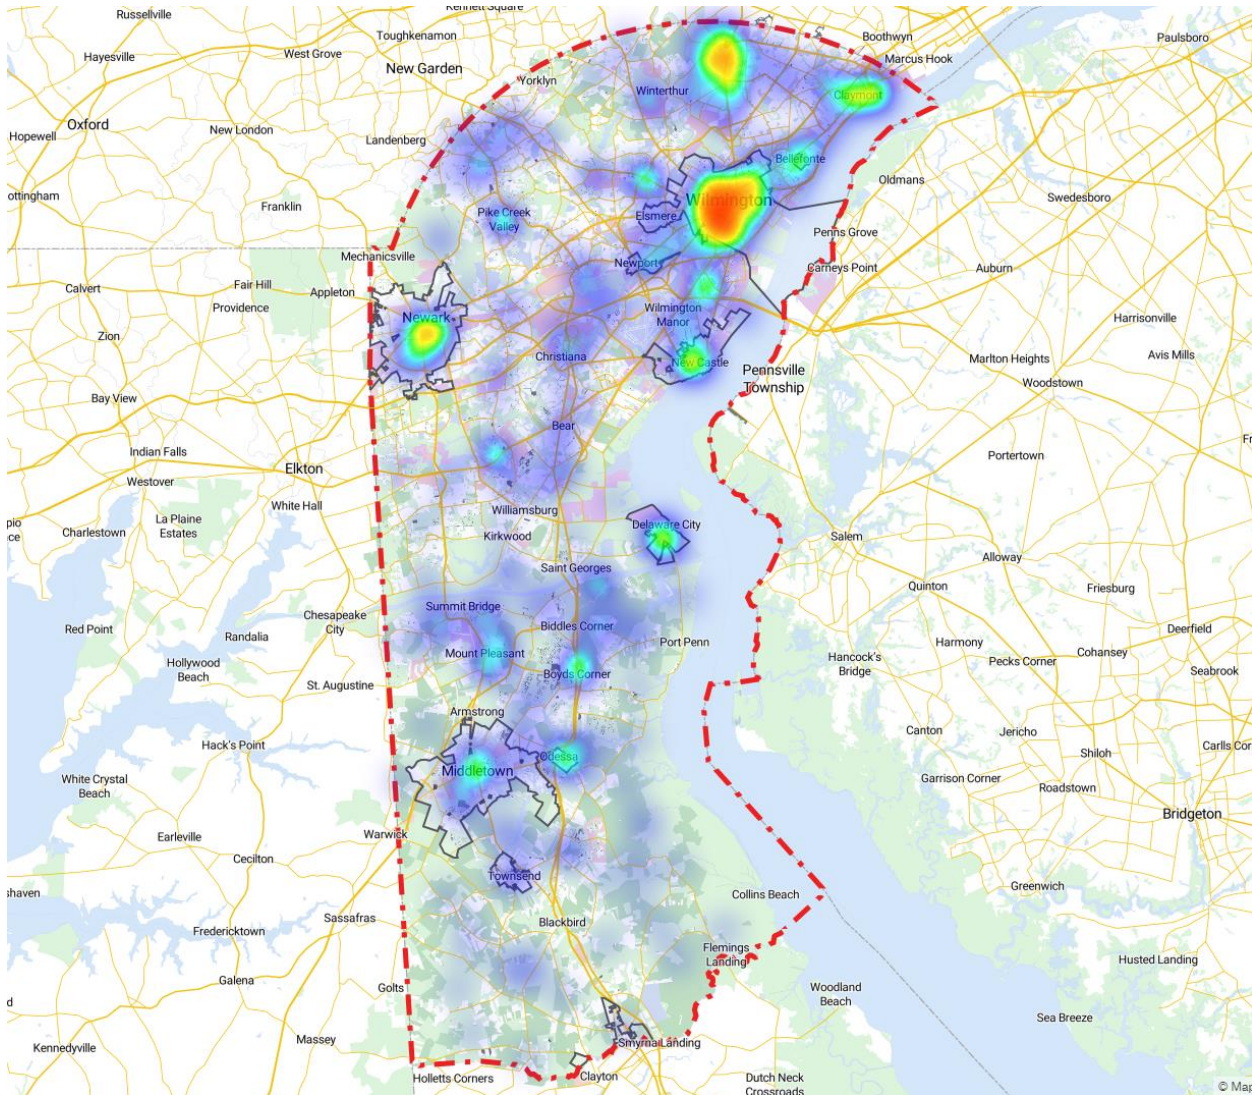 Russellville
Kennett Square
Toughkenamon
Boothwyn
Paulsboro
Hayesville
West Grove
New Garden
Marcus Hook
Yorklyn
Winterthur
Claymont
Oxford
New London
Hopewell
Landenberg
Bellefonte
Oldmans
ottingham
Franklin
Wilmington
Swedesboro
Pike Creek
Valley
Elsmere
Penns Grove
Mechanicsville
Newport
Carneys Point
Auburn
Calvert
Fair Hill
Appleton
Providence
Newark
Wilmington
Manor
Harrisonville
Zion
Christiana
New Castle
Pennsville
Township
Marlton Heights
Avis Mills
Woodstown
Bay View
Bear
Indian Falls
Elkton
Portertown
Westover
White Hall
La Plaine
Estates
Charlestown
Williamsburg
Delaware City
Kirkwood
Salem
Alloway
Saint Georges
Quinton
Friesburg
Chesapeake
City
Summit Bridge
Biddles Corner
Red Point
Randalia
Port Penn
Harmony
Deerfield
Mount Pleasant
Hancock's
Bridge
Pecks Corner
Cohansey
Hollywood
Beach
Boyds Corner
Seabrook
St. Augustine
Armstrong
Hack's Point
Canton
Jericho
Shiloh
Carlls Cor
Odessa
Middletown
White Crystal
Beach
Garrison Corner
Roadstown
Bridgeton
Earleville
Warwick
Cecilton
Townsend
Greenwich
shaven
Collins Beach
Sassafras
Blackbird
Fredericktown
Flemings
Landing
Husted Landing
Galena
Golts
Woodland
Beach
Sea Breeze
Massey
Smyrna Landing
Kennedyville
Holletts Corners
Clayton
Dutch Neck
Crossroads
© Map